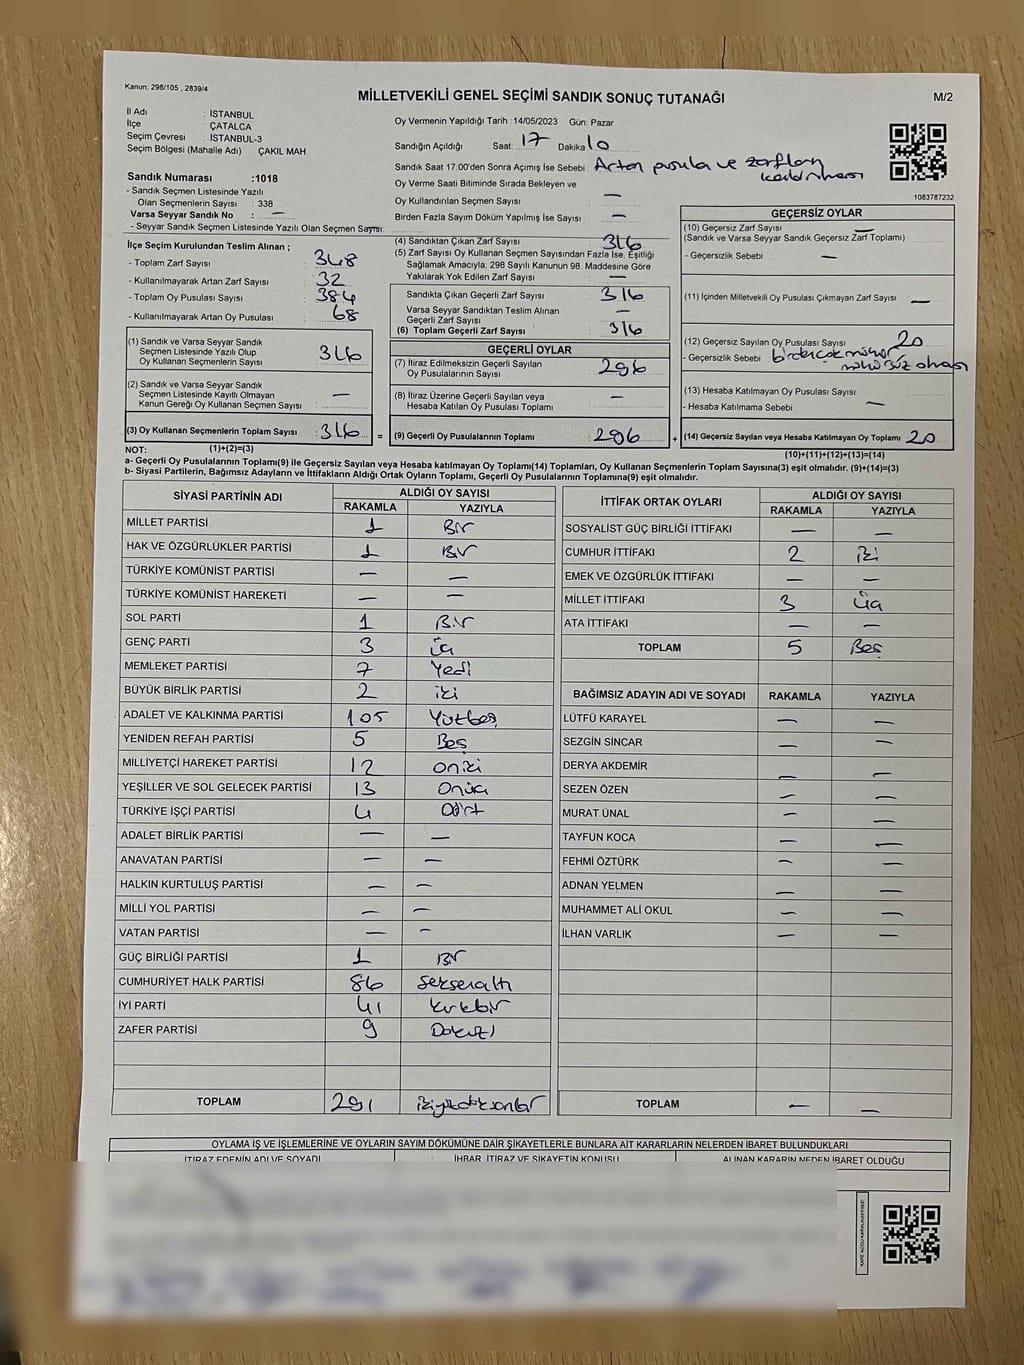 Kanun; 298/105 , 2839/4
MİLLETVEKİLİ GENEL SEÇİMİ SANDIK SONUÇ TUTANAĞI
M/2
İl Adı : İSTANBUL
İlçe : ÇATALCA
Seçim Çevresi : İSTANBUL-3
Seçim Bölgesi (Mahalle Adı) : ÇAKIL MAH.
Oy Vermenin Yapıldığı Tarih :14/05/2023 Gün: Pazar
Sandığın Açıldığı Saat: 17 Dakika 10
Sandık Saat 17:00'den Sonra Açımış İse Sebebi : Artan pusula ve zarfların
Oy Verme Saati Bitiminde Sırada Bekleyen ve
Oy Kullandırılan Seçmen Sayısı : —
Birden Fazla Sayım Döküm Yapılmış İse Sayısı : —
1083787232
Sandık Numarası :1018
- Sandık Seçmen Listesinde Yazılı
Olan Seçmenlerin Sayısı : 338
Varsa Seyyar Sandık No : —
- Seyyar Sandık Seçmen Listesinde Yazılı Olan Seçmen Sayısı:
İlçe Seçim Kurulundan Teslim Alınan ;
- Toplam Zarf Sayısı : 348
- Kullanılmayarak Artan Zarf Sayısı : 32
- Toplam Oy Pusulası Sayısı : 384
- Kullanılmayarak Artan Oy Pusulası : 68
(1) Sandık ve Varsa Seyyar Sandık
Seçmen Listesinde Yazılı Olup
Oy Kullanan Seçmenlerin Sayısı : 316
(2) Sandık ve Varsa Seyyar Sandık
Seçmen Listesinde Kayıtlı Olmayan
Kanun Gereği Oy Kullanan Seçmen Sayısı : —
(3) Oy Kullanan Seçmenlerin Toplam Sayısı : 316
(1)+(2)=(3)
(4) Sandıktan Çıkan Zarf Sayısı : 316
(5) Zarf Sayısı Oy Kullanan Seçmen Sayısından Fazla İse, Eşitliği
Sağlamak Amacıyla; 298 Sayılı Kanunun 98. Maddesine Göre
Yakılarak Yok Edilen Zarf Sayısı : —
Sandıkta Çıkan Geçerli Zarf Sayısı : 316
Varsa Seyyar Sandıktan Teslim Alınan
Geçerli Zarf Sayısı : —
(6) Toplam Geçerli Zarf Sayısı : 316
GEÇERLİ OYLAR
(7) İtiraz Edilmeksizin Geçerli Sayılan
Oy Pusulalarının Sayısı : 296
(8) İtiraz Üzerine Geçerli Sayılan veya
Hesaba Katılan Oy Pusulası Toplamı : —
= (9) Geçerli Oy Pusulalarının Toplamı : 296
GEÇERSİZ OYLAR
(10) Geçersiz Zarf Sayısı : —
(Sandık ve Varsa Seyyar Sandık Geçersiz Zarf Toplamı)
- Geçersizlik Sebebi : —
(11) İçinden Milletvekili Oy Pusulası Çıkmayan Zarf Sayısı : —
(12) Geçersiz Sayılan Oy Pusulası Sayısı : 20
- Geçersizlik Sebebi : birden çok mühür
mühürsüz olması
(13) Hesaba Katılmayan Oy Pusulası Sayısı :
- Hesaba Katılmama Sebebi : —
+ (14) Geçersiz Sayılan veya Hesaba Katılmayan Oy Toplamı : 20
(10)+(11)+(12)+(13)=(14)
NOT:
a- Geçerli Oy Pusulalarının Toplamı(9) ile Geçersiz Sayılan veya Hesaba katılmayan Oy Toplamı(14) Toplamları, Oy Kullanan Seçmenlerin Toplam Sayısına(3) eşit olmalıdır. (9)+(14)=(3)
b- Siyasi Partilerin, Bağımsız Adayların ve İttifakların Aldığı Ortak Oyların Toplamı, Geçerli Oy Pusulalarının Toplamına(9) eşit olmalıdır.
SİYASİ PARTİNİN ADI ALDIĞI OY SAYISI
RAKAMLA YAZIYLA
MİLLET PARTİSİ 1 Bir
HAK VE ÖZGÜRLÜKLER PARTİSİ 1 Bir
TÜRKİYE KOMÜNİST PARTİSİ — —
TÜRKİYE KOMÜNİST HAREKETİ — —
SOL PARTİ 1 Bir
GENÇ PARTİ 3 Üç
MEMLEKET PARTİSİ 7 Yedi
BÜYÜK BİRLİK PARTİSİ 2 iki
ADALET VE KALKINMA PARTİSİ 105 Yüzbeş
YENİDEN REFAH PARTİSİ 5 Beş
MİLLİYETÇİ HAREKET PARTİSİ 12 oniki
YEŞİLLER VE SOL GELECEK PARTİSİ 13 Onüç
TÜRKİYE İŞÇİ PARTİSİ 4 Dört
ADALET BİRLİK PARTİSİ — —
ANAVATAN PARTİSİ — —
HALKIN KURTULUŞ PARTİSİ — —
MİLLİ YOL PARTİSİ — —
VATAN PARTİSİ — —
GÜÇ BİRLİĞİ PARTİSİ 1 Bir
CUMHURİYET HALK PARTİSİ 86 Seksenaltı
İYİ PARTİ 41 kırkbir
ZAFER PARTİSİ 9 Dokuz
TOPLAM 291 ikiyüzdoksanbir
İTTİFAK ORTAK OYLARI ALDIĞI OY SAYISI
RAKAMLA YAZIYLA
SOSYALİST GÜÇ BİRLİĞİ İTTİFAKI — —
CUMHUR İTTİFAKI 2 iki
EMEK VE ÖZGÜRLÜK İTTİFAKI — —
MİLLET İTTİFAKI 3 Üç
ATA İTTİFAKI — —
TOPLAM 5 Beş
BAĞIMSIZ ADAYIN ADI VE SOYADI RAKAMLA YAZIYLA
LÜTFÜ KARAYEL — —
SEZGİN SİNCAR — —
DERYA AKDEMİR — —
SEZEN ÖZEN — —
MURAT ÜNAL — —
TAYFUN KOCA — —
FEHMİ ÖZTÜRK — —
ADNAN YELMEN — —
MUHAMMET ALİ OKUL — —
İLHAN VARLIK — —
TOPLAM — —
OYLAMA İŞ VE İŞLEMLERİNE VE OYLARIN SAYIM DÖKÜMÜNE DAİR ŞİKAYETLERLE BUNLARA AİT KARARLARIN NELERDEN İBARET BULUNDUKLARI
İTİRAZ EDENİN ADI VE SOYADI İHBAR, İTİRAZ VE ŞİKAYETİN KONUSU ALINAN KARARIN NEDEN İBARET OLDUĞU